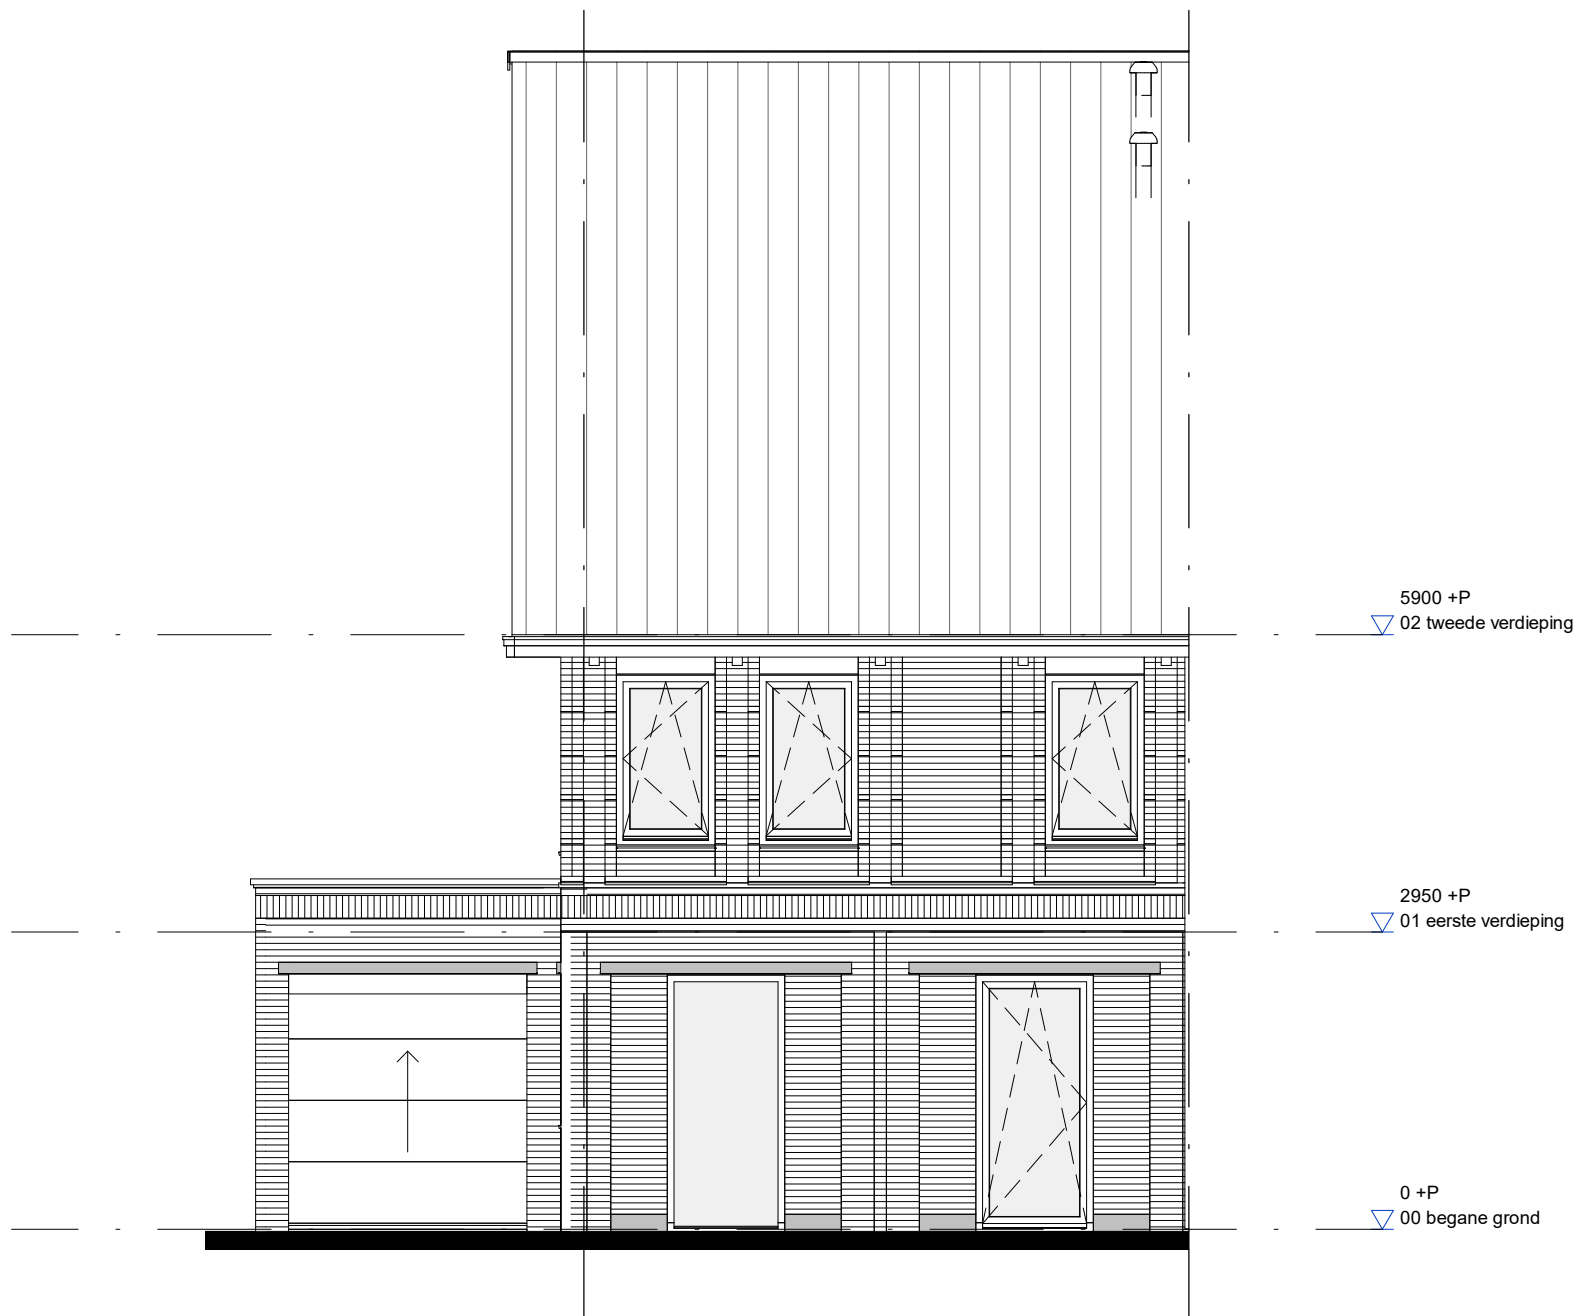 5900 +P
02 tweede verdieping
2950 +P
01 eerste verdieping
0 +P
00 begane grond